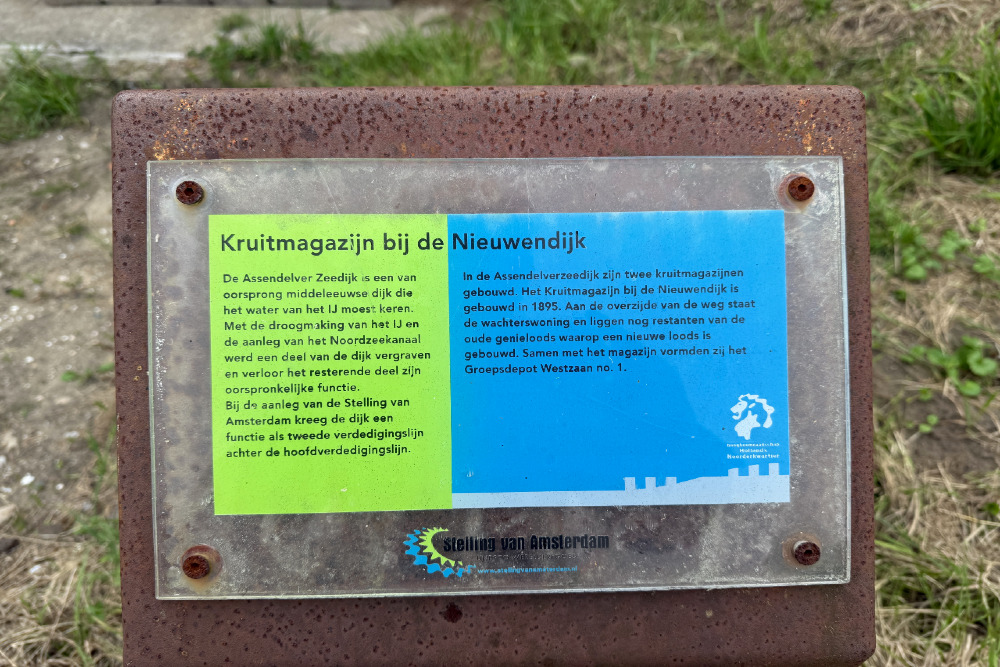 Kruitmagazijn bij de Nieuwendijk
De Assendelver Zeedijk is een van
oorsprong middeleeuwse dijk die
het water van het IJ moest keren.
Met de droogmaking van het IJ en
de aanleg van het Noordzeekanaal
werd een deel van de dijk vergraven
en verloor het resterende deel zijn
oorspronkelijke functie.
Bij de aanleg van de Stelling van
Amsterdam kreeg de dijk een
functie als tweede verdedigingslijn
achter de hoofdverdedigingslijn.
In de Assendelverzeedijk zijn twee kruitmagazijnen
gebouwd. Het Kruitmagazijn bij de Nieuwendijk is
gebouwd in 1895. Aan de overzijde van de weg staat
de wachterswoning en liggen nog restanten van de
oude genieloods waarop een nieuwe loods is
gebouwd. Samen met het magazijn vormden zij het
Groepsdepot Westzaan no. 1.
Hoogheemraadschap
Hollands
Noorderkwartier
Stelling van Amsterdam
www.stellingvanamsterdam.nl